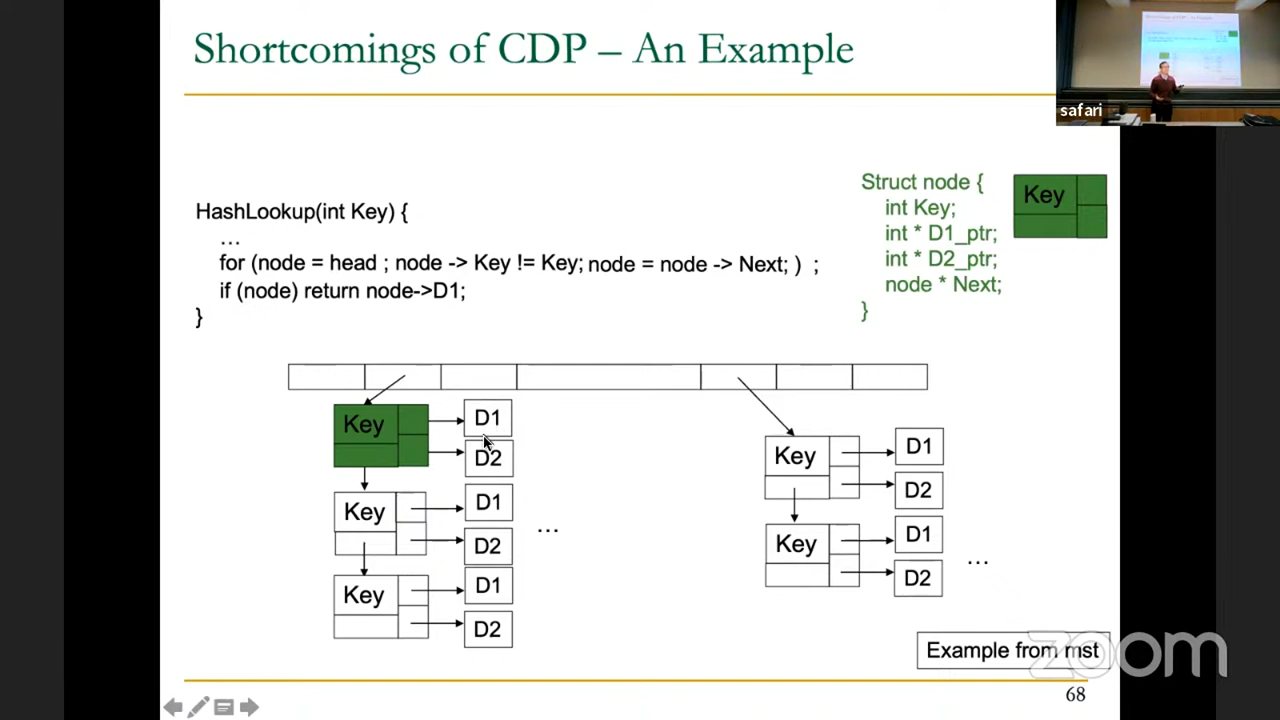 Shortcomings of CDP – An Example
safari
HashLookup(int Key) {
…
for (node = head ; node -> Key != Key; node = node -> Next; ) ;
if (node) return node->D1;
}
Struct node {
int Key;
int * D1_ptr;
int * D2_ptr;
node * Next;
}
Key
Key
D1
D2
Key
D1
D2
…
Key
D1
D2
Key
D1
D2
Key
D1
D2
…
Example from mst
zoom
68